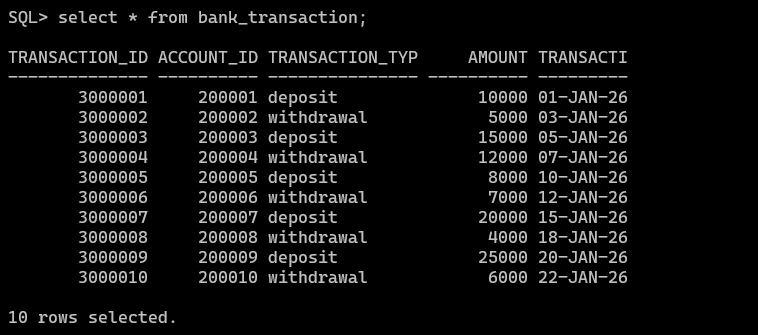 SQL> select * from bank_transaction;
TRANSACTION_ID ACCOUNT_ID TRANSACTION_TYP     AMOUNT TRANSACTI
-------------- ---------- --------------- ---------- ---------
       3000001     200001 deposit              10000 01-JAN-26
       3000002     200002 withdrawal            5000 03-JAN-26
       3000003     200003 deposit              15000 05-JAN-26
       3000004     200004 withdrawal           12000 07-JAN-26
       3000005     200005 deposit               8000 10-JAN-26
       3000006     200006 withdrawal            7000 12-JAN-26
       3000007     200007 deposit              20000 15-JAN-26
       3000008     200008 withdrawal            4000 18-JAN-26
       3000009     200009 deposit              25000 20-JAN-26
       3000010     200010 withdrawal            6000 22-JAN-26
10 rows selected.